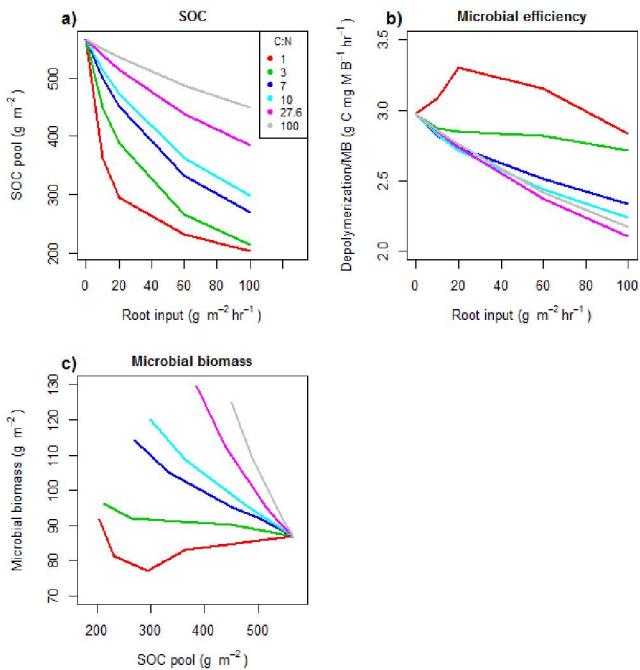 a) SOC
C:N
1
3
7
10
27.6
100
SOC pool (g m−2)
200 300 400 500
0 20 40 60 80 100
Root input (g m−2 hr−1)
b) Microbial efficiency
Depolymerization/MB (g C mg M B−1 hr−1)
2.0 2.5 3.0 3.5
0 20 40 60 80 100
Root input (g m−2 hr−1)
c) Microbial biomass
Microbial biomass (g m−2)
70 80 90 100 110 120 130
200 300 400 500
SOC pool (g m−2)